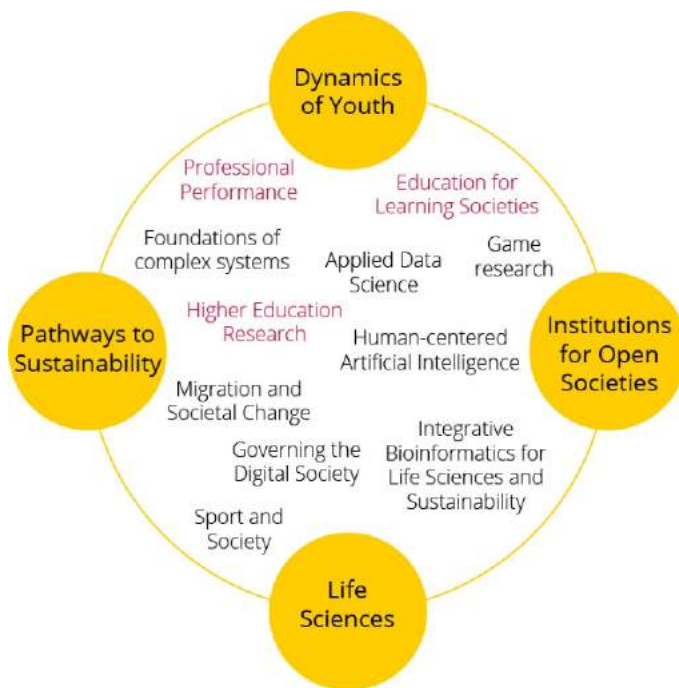 Dynamics
of Youth
Professional
Performance
Education for
Learning Societies
Foundations of
complex systems
Applied Data
Science
Game
research
Higher Education
Research
Pathways to
Sustainability
Human-centered
Artificial Intelligence
Institutions
for Open
Societies
Migration and
Societal Change
Governing the
Digital Society
Integrative
Bioinformatics for
Life Sciences and
Sustainability
Sport and
Society
Life
Sciences